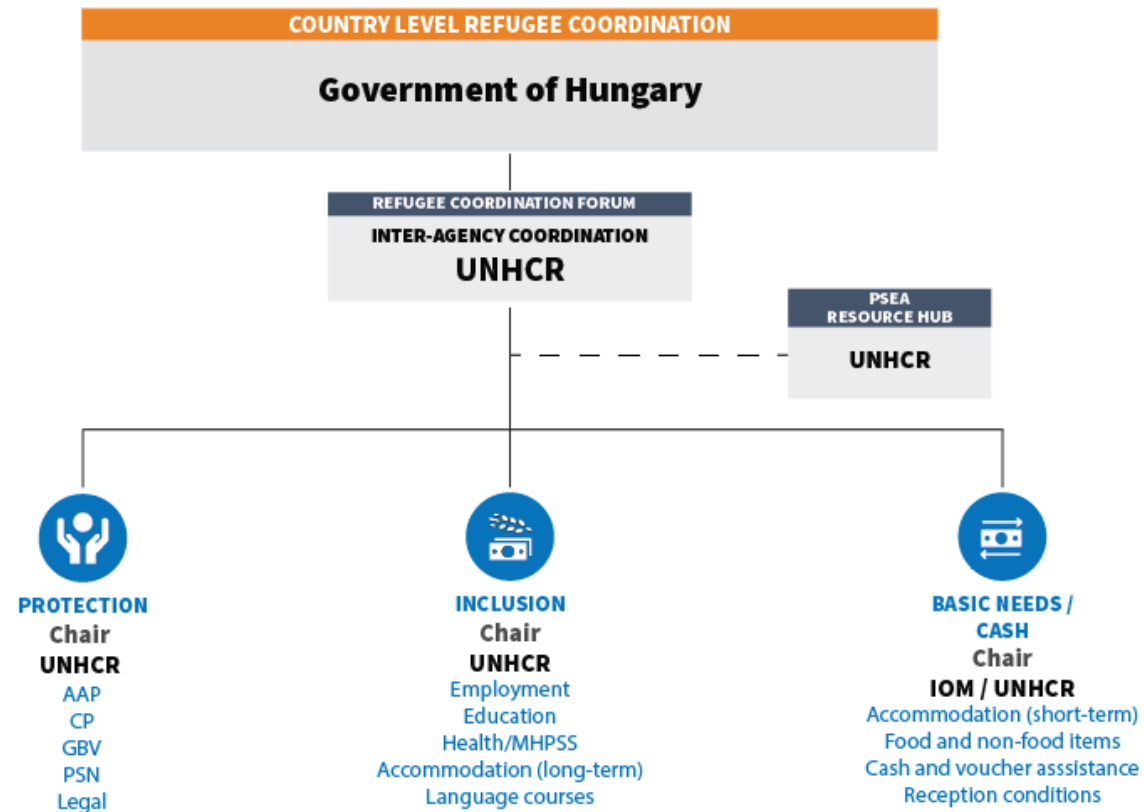 COUNTRY LEVEL REFUGEE COORDINATION
Government of Hungary
REFUGEE COORDINATION FORUM
INTER-AGENCY COORDINATION
UNHCR
PSEA
RESOURCE HUB
UNHCR
PROTECTION
Chair
UNHCR
AAP
CP
GBV
PSN
Legal
INCLUSION
Chair
UNHCR
Employment
Education
Health/MHPSS
Accommodation (long-term)
Language courses
BASIC NEEDS /
CASH
Chair
IOM / UNHCR
Accommodation (short-term)
Food and non-food items
Cash and voucher asssistance
Reception conditions